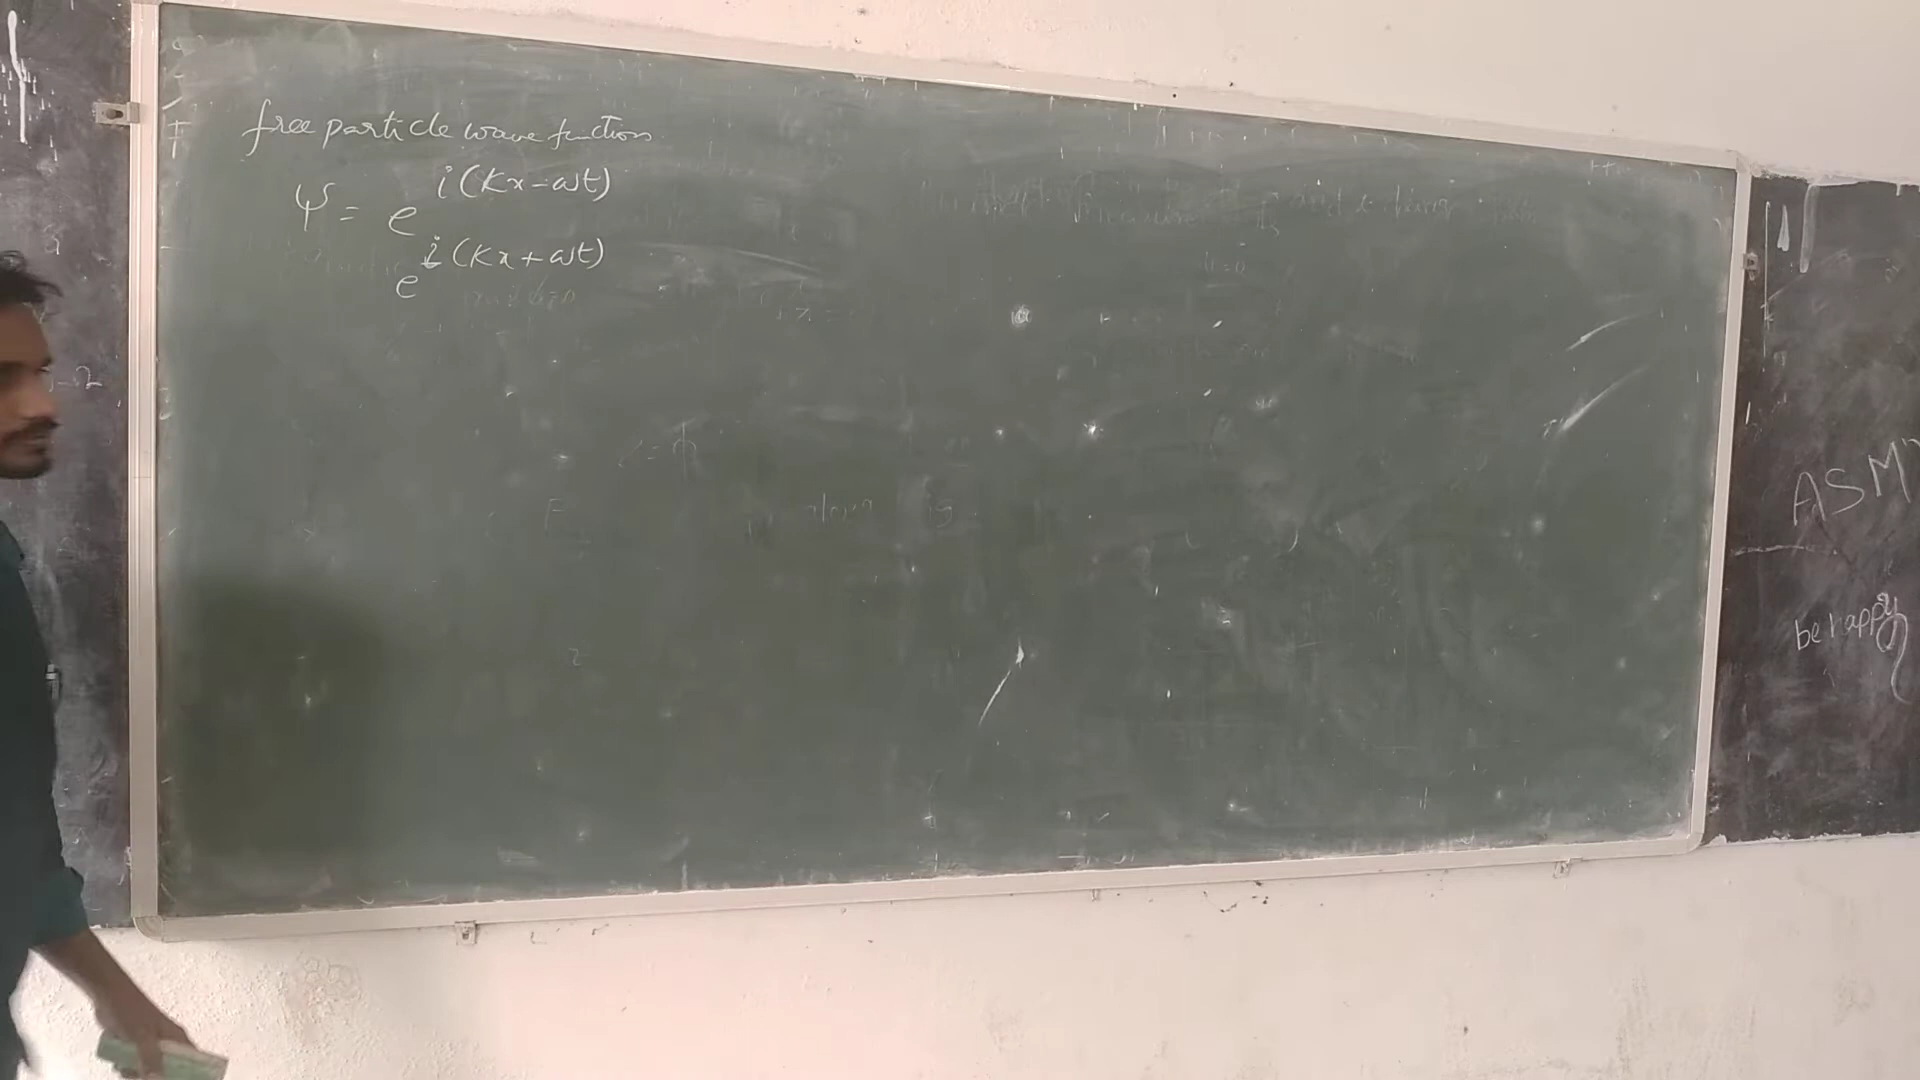 free particle wave function
ψ = e^{i(kx-ωt)}
e^{i(kx+ωt)}
ASM
be happy